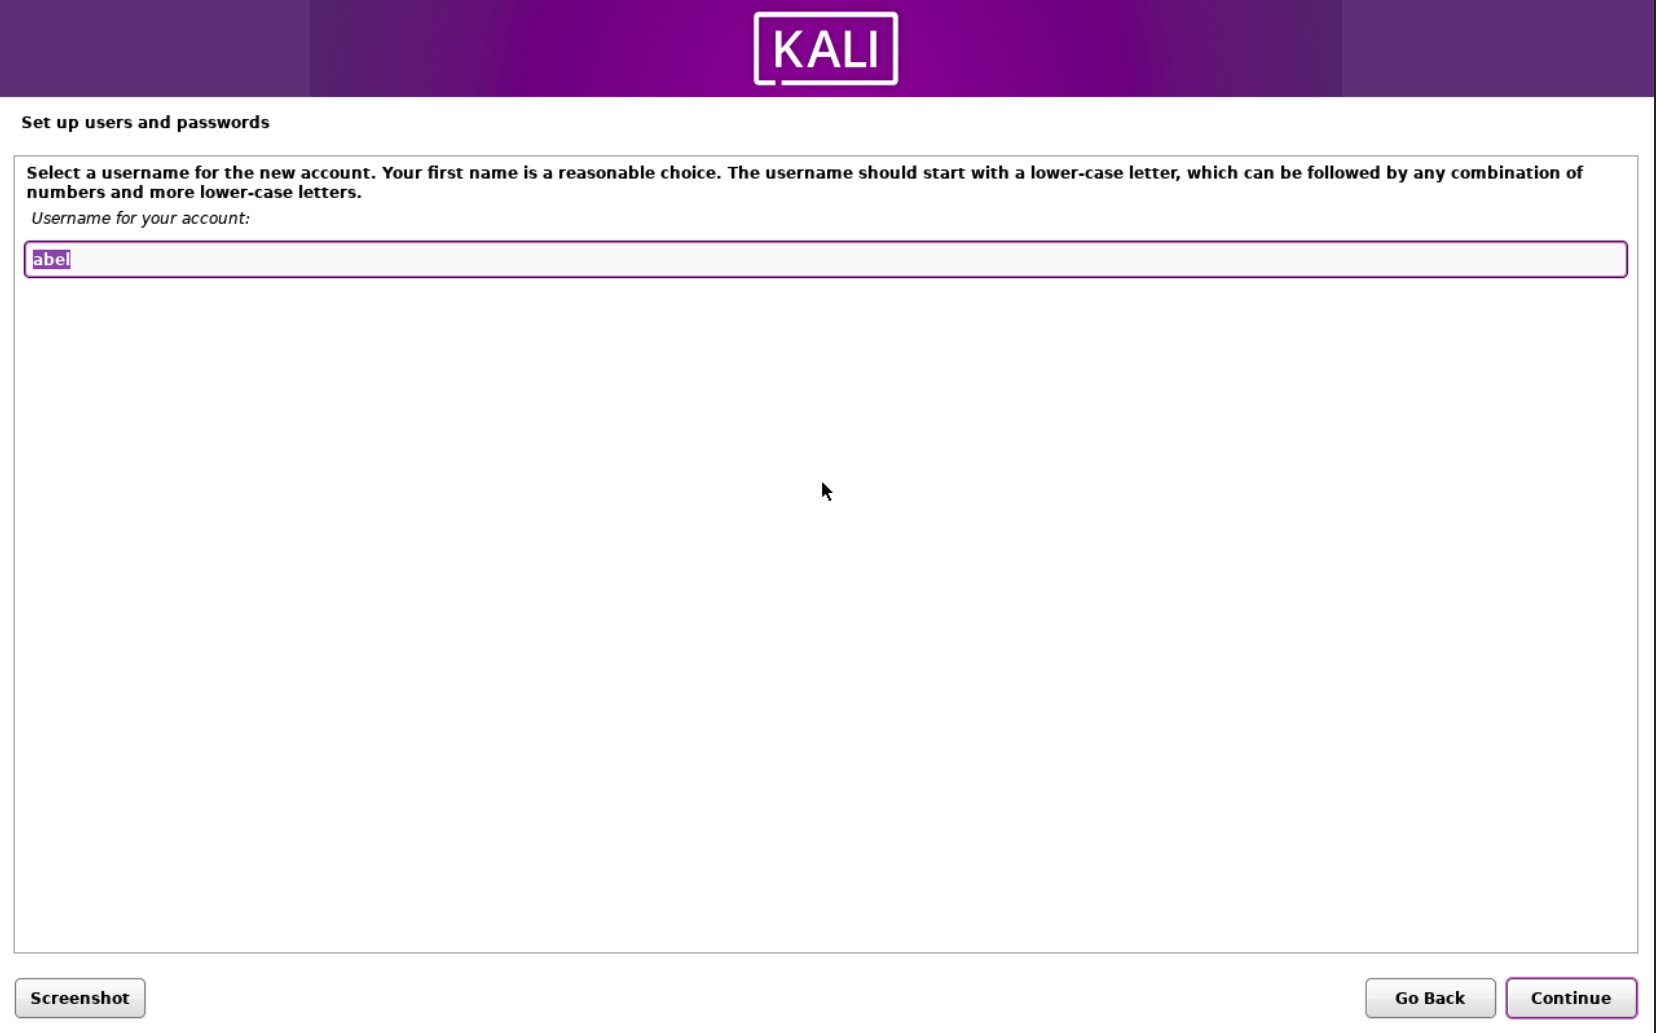 KALI
Set up users and passwords
Select a username for the new account. Your first name is a reasonable choice. The username should start with a lower-case letter, which can be followed by any combination of
numbers and more lower-case letters.
Username for your account:
abel
Screenshot
Go Back
Continue